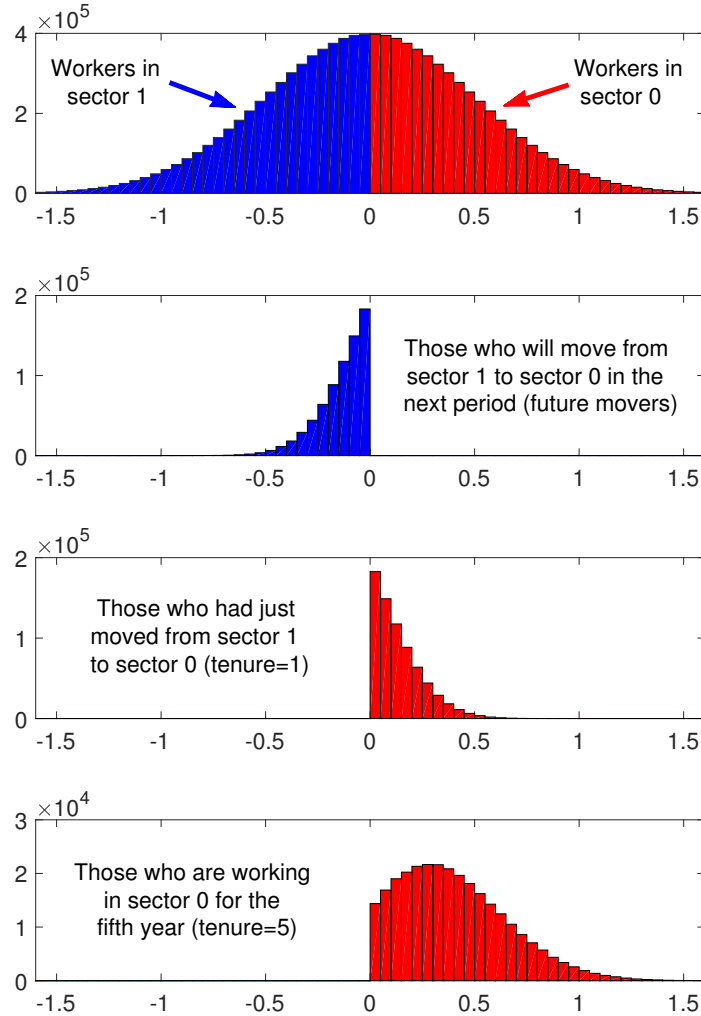 ×10^5
4
2
0
Workers in
sector 1
Workers in
sector 0
-1.5 -1 -0.5 0 0.5 1 1.5
×10^5
2
1
0
Those who will move from
sector 1 to sector 0 in the
next period (future movers)
-1.5 -1 -0.5 0 0.5 1 1.5
×10^5
2
1
0
Those who had just
moved from sector 1
to sector 0 (tenure=1)
-1.5 -1 -0.5 0 0.5 1 1.5
×10^4
3
2
1
0
Those who are working
in sector 0 for the
fifth year (tenure=5)
-1.5 -1 -0.5 0 0.5 1 1.5